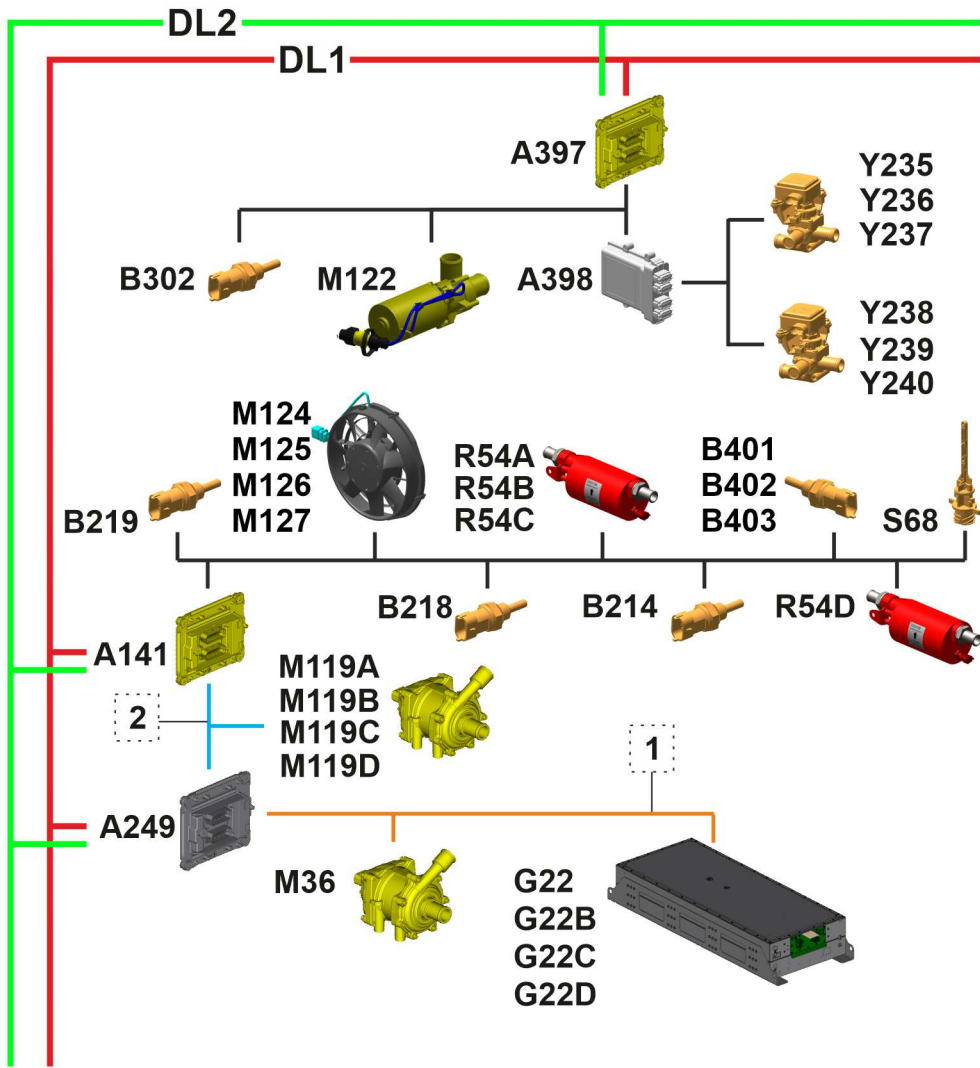 DL2
DL1
A397
Y235
Y236
Y237
B302
M122
A398
Y238
Y239
Y240
M124
M125
M126
M127
R54A
R54B
R54C
B401
B402
B403
B219
S68
B218
B214
R54D
A141
M119A
M119B
M119C
M119D
2
1
A249
M36
G22
G22B
G22C
G22D